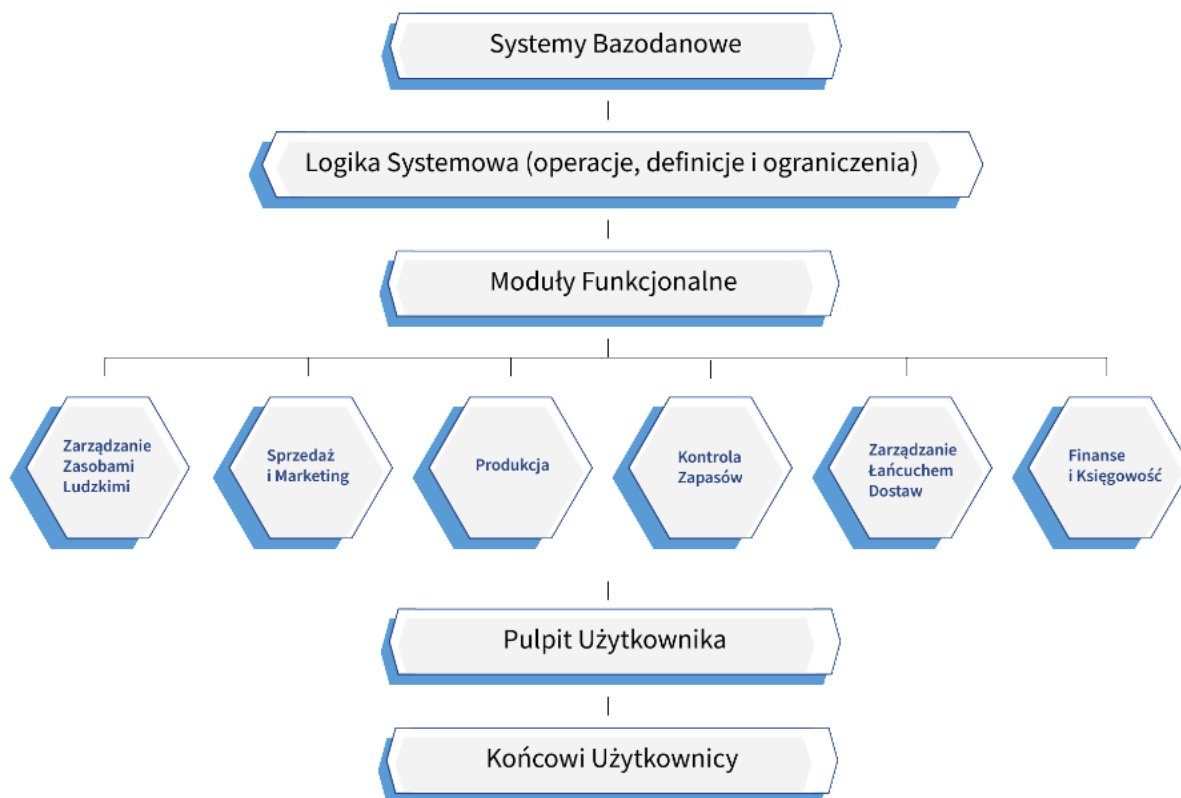 Systemy Bazodanowe
Logika Systemowa (operacje, definicje i ograniczenia)
Moduły Funkcjonalne
Zarządzanie
Zasobami
Ludzkimi
Sprzedaż
i Marketing
Produkcja
Kontrola
Zapasów
Zarządzanie
Łańcuchem
Dostaw
Finanse
i Księgowość
Pulpit Użytkownika
Końcowi Użytkownicy